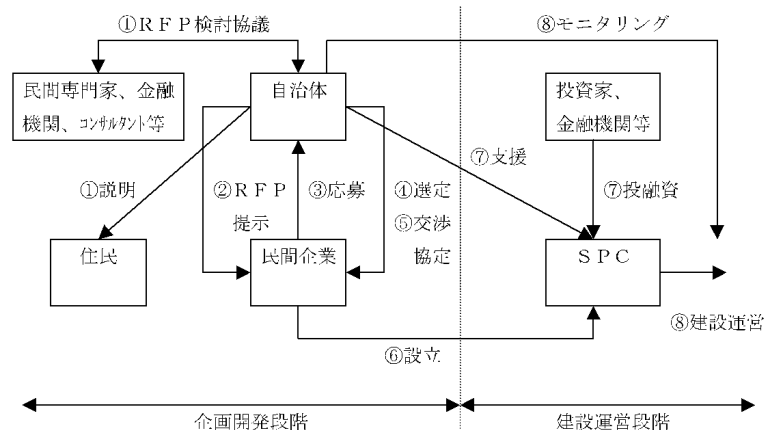 ①ＲＦＰ検討協議
⑧モニタリング
民間専門家、金融
機関、ｺﾝｻﾙﾀﾝﾄ等
自治体
投資家、
金融機関等
①説明
②ＲＦＰ
提示
③応募
④選定
⑤交渉
協定
⑦支援
⑦投融資
住民
民間企業
ＳＰＣ
⑧建設運営
⑥設立
企画開発段階
建設運営段階